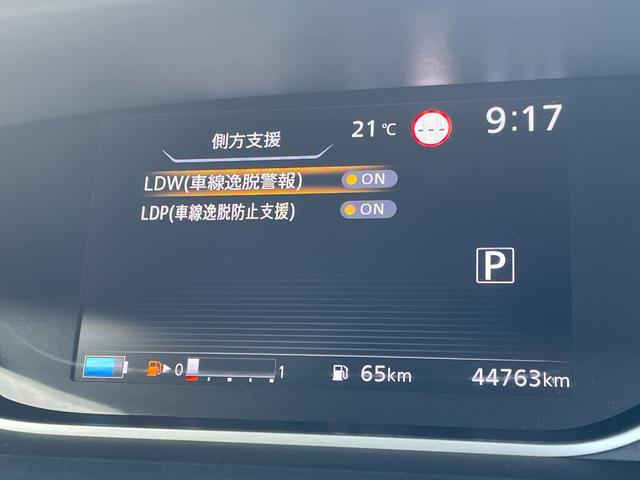 側方支援
21℃
---
9:17
LDW(車線逸脱警報) ON
LDP(車線逸脱防止支援) ON
P
0 1
65km
44763km